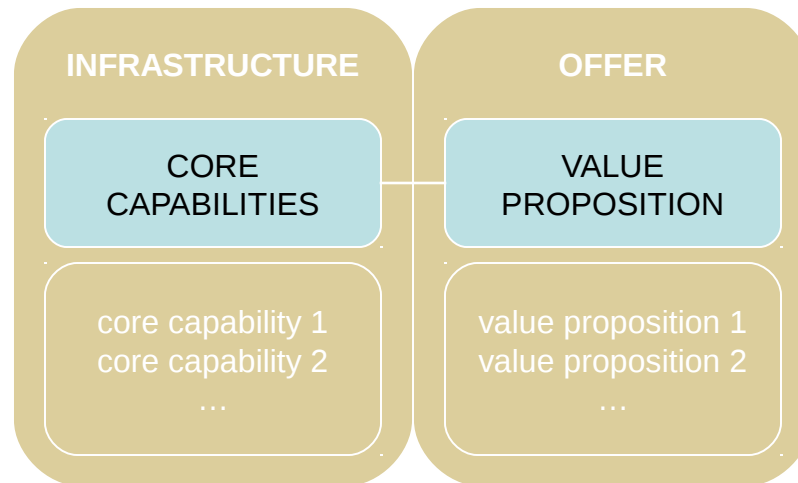 INFRASTRUCTURE
CORE
CAPABILITIES
core capability 1
core capability 2
…
OFFER
VALUE
PROPOSITION
value proposition 1
value proposition 2
…